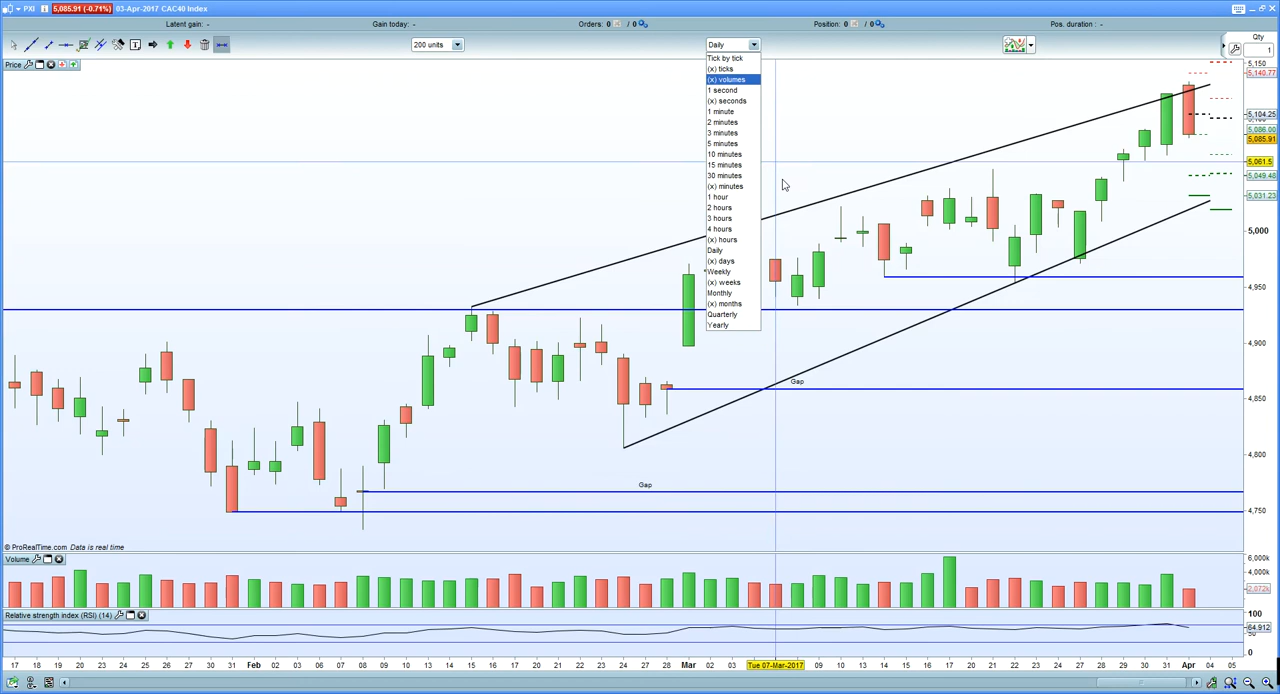 PXI 5,085.91 (-0.71%) 03-Apr-2017 CAC40 Index
Latent gain: - Gain today: - Orders: 0 / 0 Position: 0 / 0 Pos. duration : -
200 units Daily Qty
1
Price
Tick by tick
(x) ticks
(x) volumes
1 second
(x) seconds
1 minute
2 minutes
3 minutes
5 minutes
10 minutes
15 minutes
30 minutes
(x) minutes
1 hour
2 hours
3 hours
4 hours
(x) hours
Daily
(x) days
Weekly
(x) weeks
Monthly
(x) months
Quarterly
Yearly
5,150
5,140.77
5,104.25
5,086.00
5,085.91
5,061.5
5,049.48
5,031.23
5,000
4,950
4,900
4,850
4,800
4,750
Gap
Gap
© ProRealTime.com Data is real time
Volume
6,000k
4,000k
2,072k
Relative strength index (RSI) (14)
100
64.912
0
17 18 19 20 23 24 25 26 27 30 31 Feb 02 03 06 07 08 09 10 13 14 15 16 17 20 21 22 23 24 27 28 Mar 02 03 Tue 07-Mar-2017 09 10 13 14 15 16 17 20 21 22 23 24 27 28 29 30 31 Apr 04 05